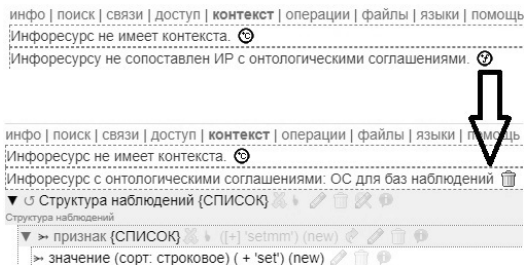 инфо | поиск | связи | доступ | контекст | операции | файлы | языки | помощь
Инфоресурс не имеет контекста.
Инфоресурсу не сопоставлен ИР с онтологическими соглашениями.
инфо | поиск | связи | доступ | контекст | операции | файлы | языки | помощь
Инфоресурс не имеет контекста.
Инфоресурс с онтологическими соглашениями: ОС для баз наблюдений
▼ ↺ Структура наблюдений {СПИСОК}
Структура наблюдений
▼ ➳ признак {СПИСОК} ([+] 'setmm') (new)
➳ значение (сорт: строковое) ( + 'set') (new)